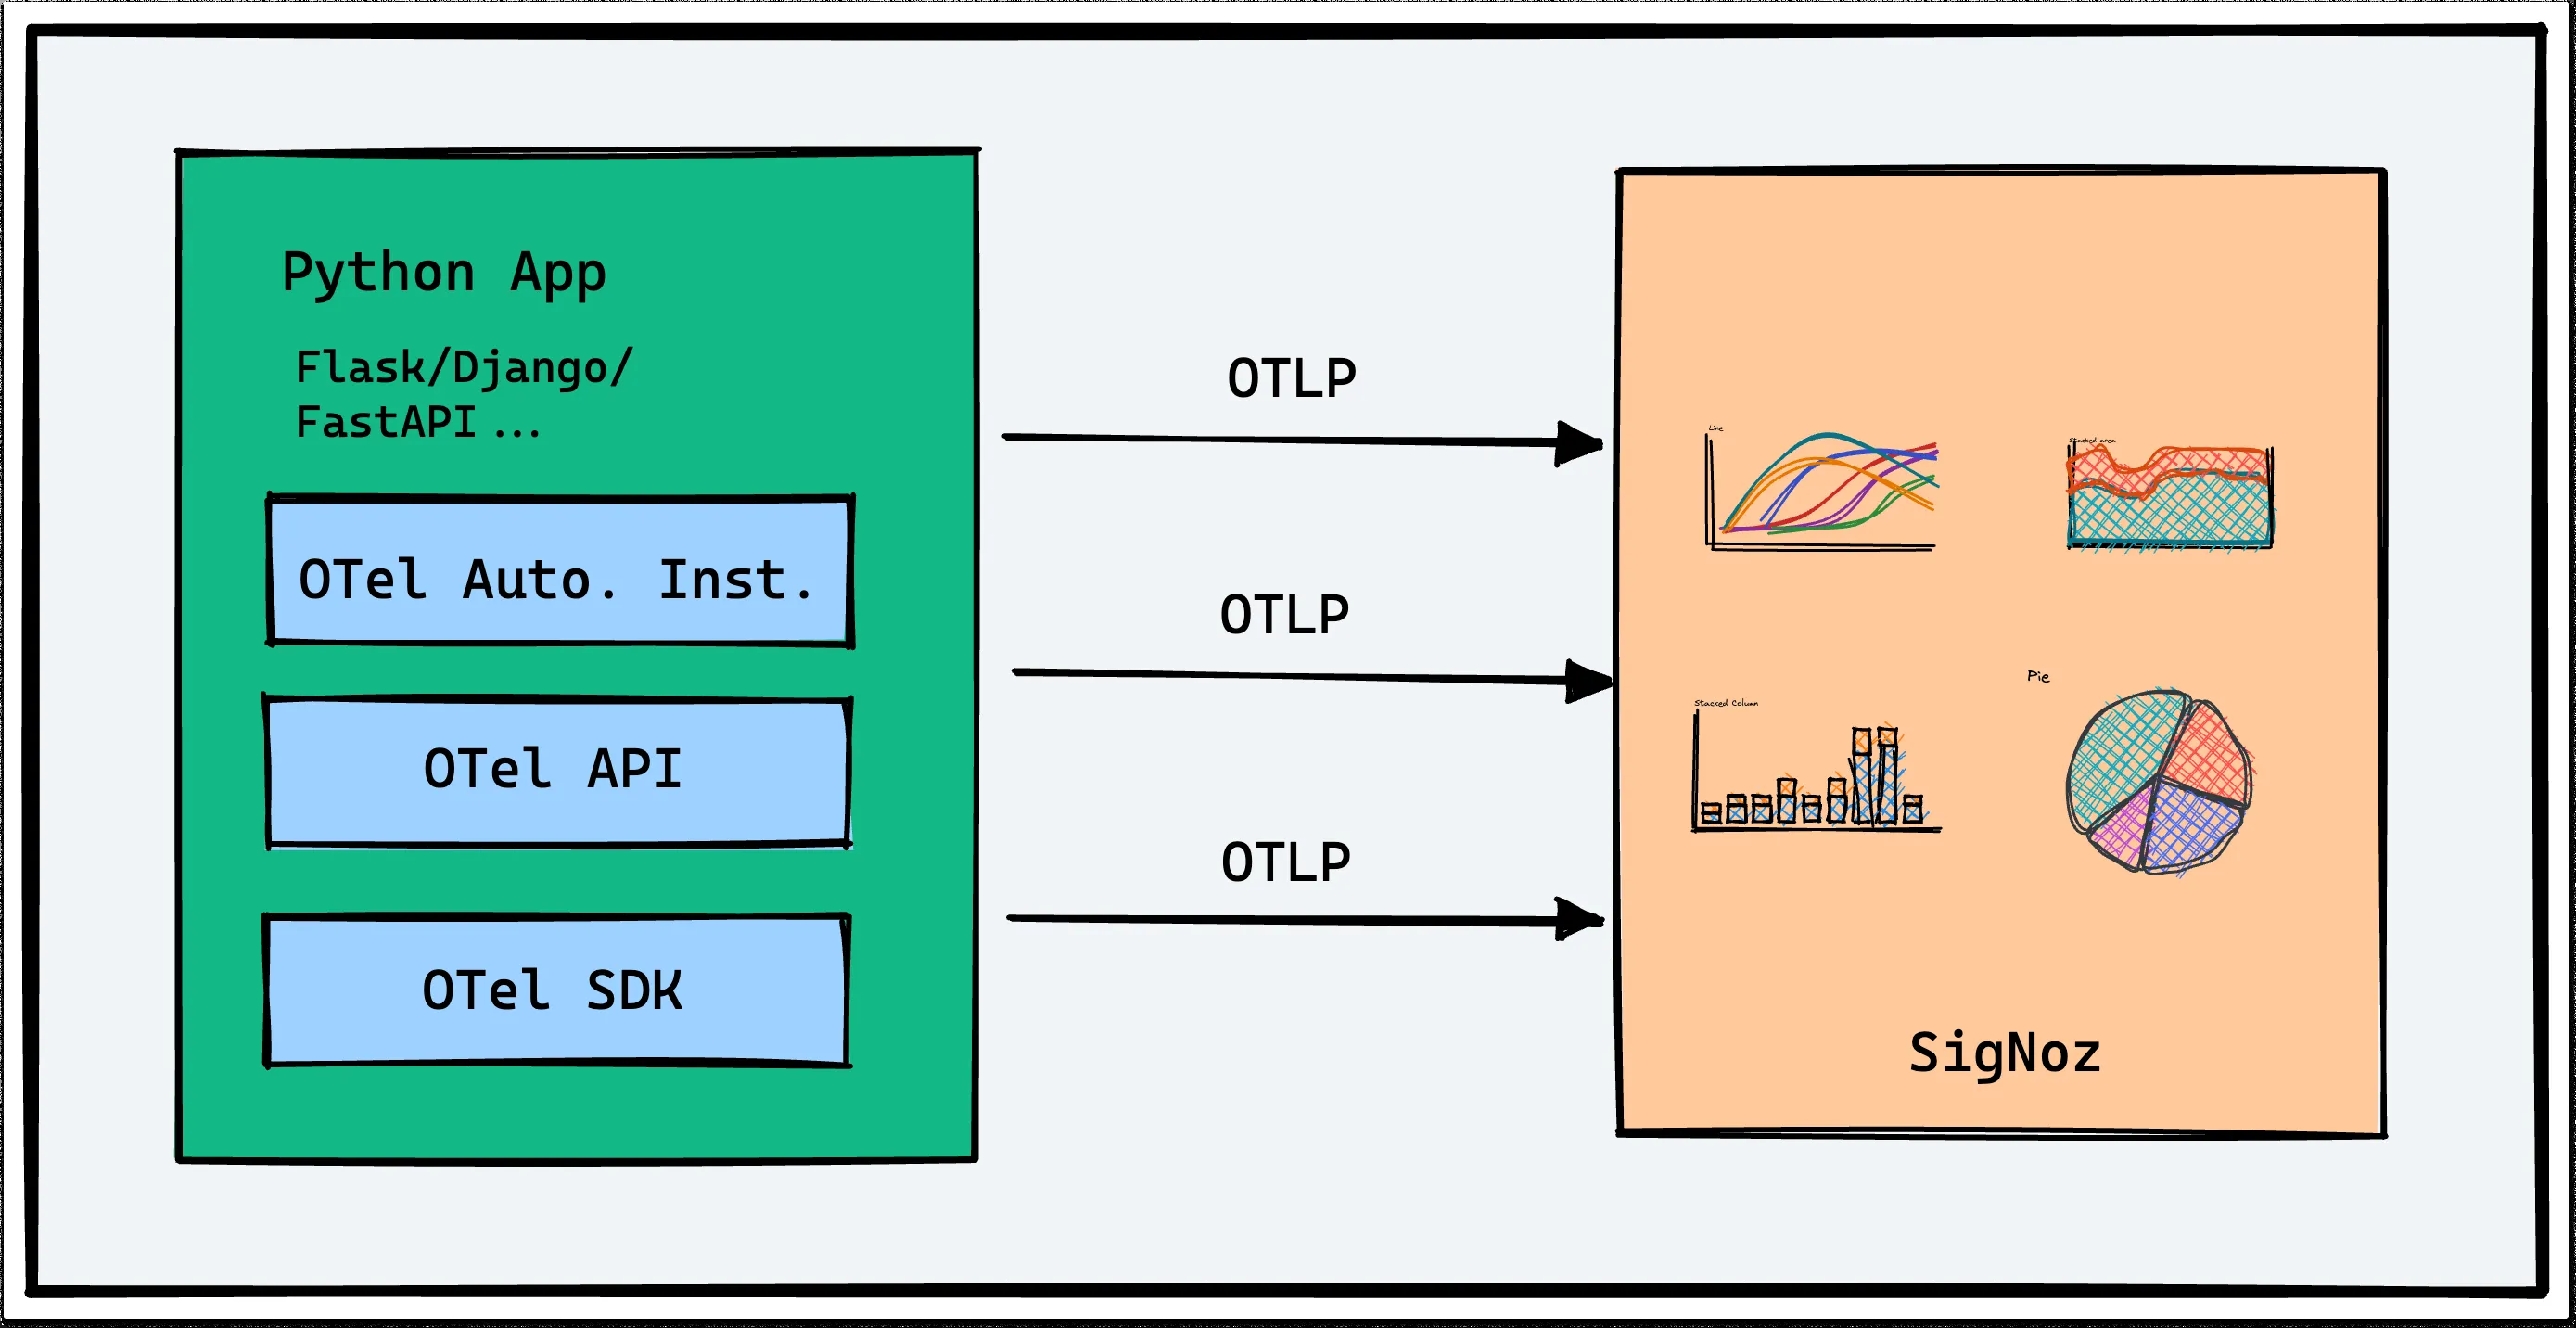 Python App
Flask/Django/
FastAPI ...
OTel Auto. Inst.
OTel API
OTel SDK
OTLP
OTLP
OTLP
Line
Stacked area
Stacked Column
Pie
SigNoz